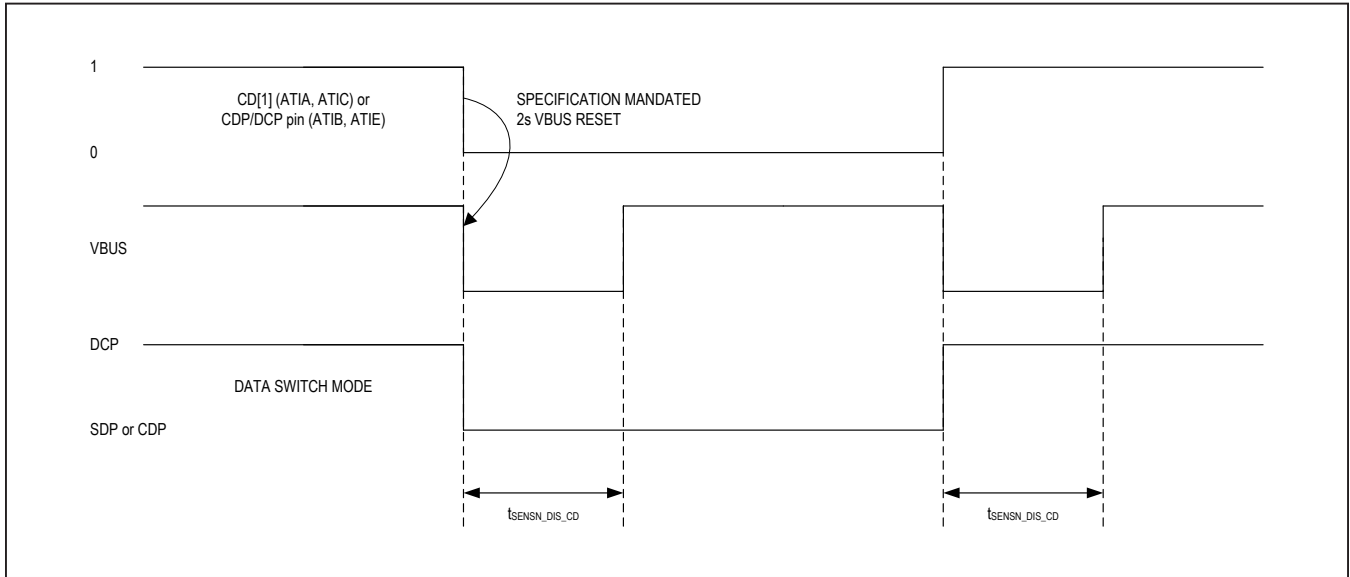 1
CD[1] (ATIA, ATIC) or
CDP/DCP pin (ATIB, ATIE)
SPECIFICATION MANDATED
2s VBUS RESET
0
VBUS
DCP
DATA SWITCH MODE
SDP or CDP
tSENSN_DIS_CD
tSENSN_DIS_CD